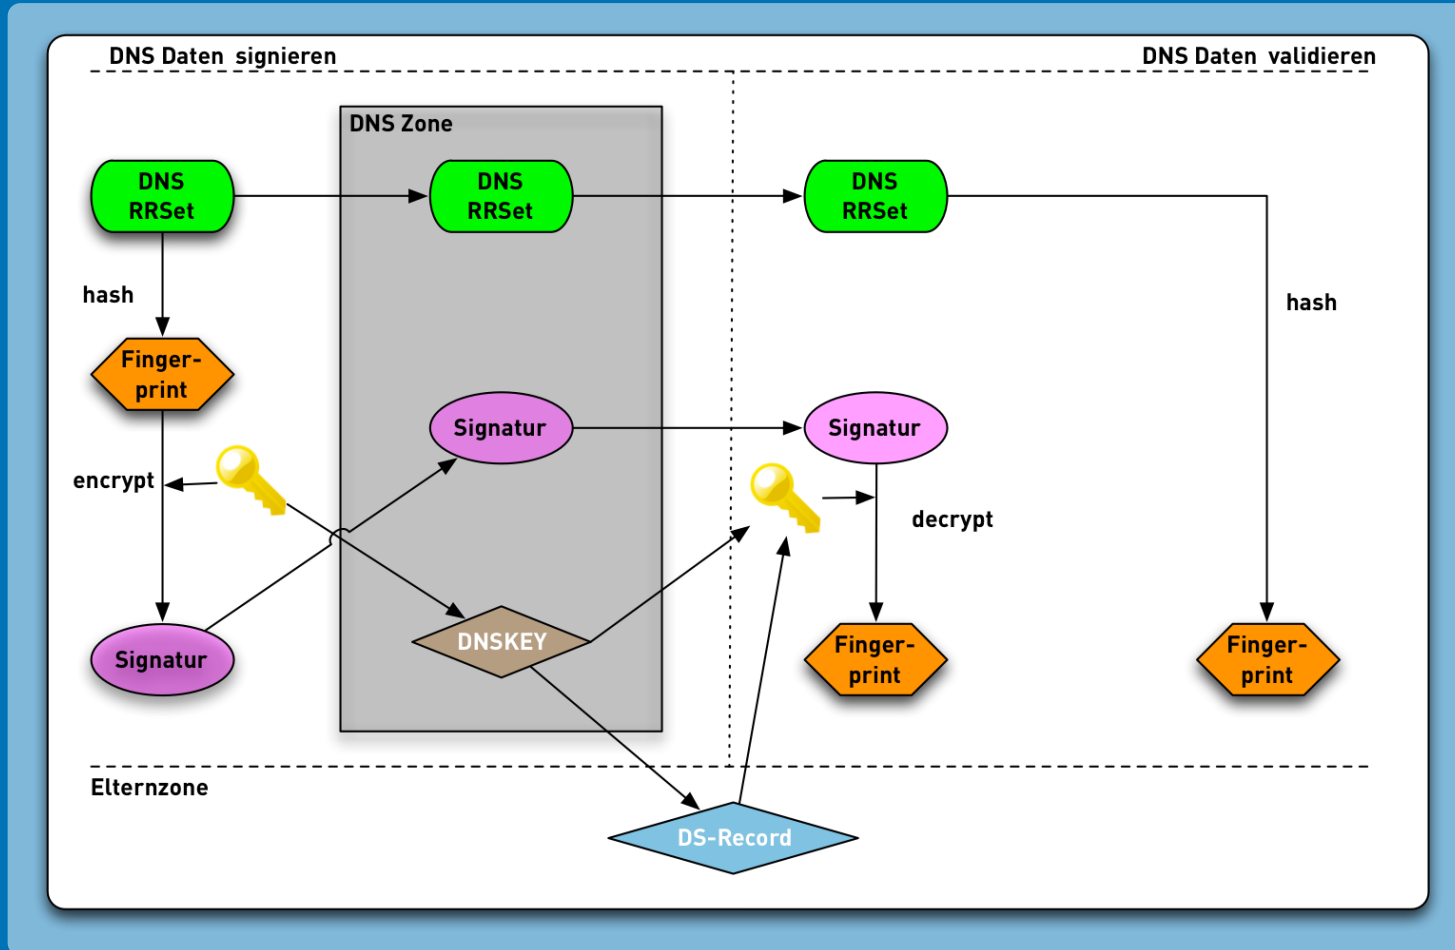 DNS Daten signieren
DNS Daten validieren
DNS Zone
DNS
RRSet
DNS
RRSet
DNS
RRSet
hash
hash
Finger-
print
Signatur
Signatur
encrypt
decrypt
DNSKEY
Signatur
Finger-
print
Finger-
print
Elternzone
DS-Record